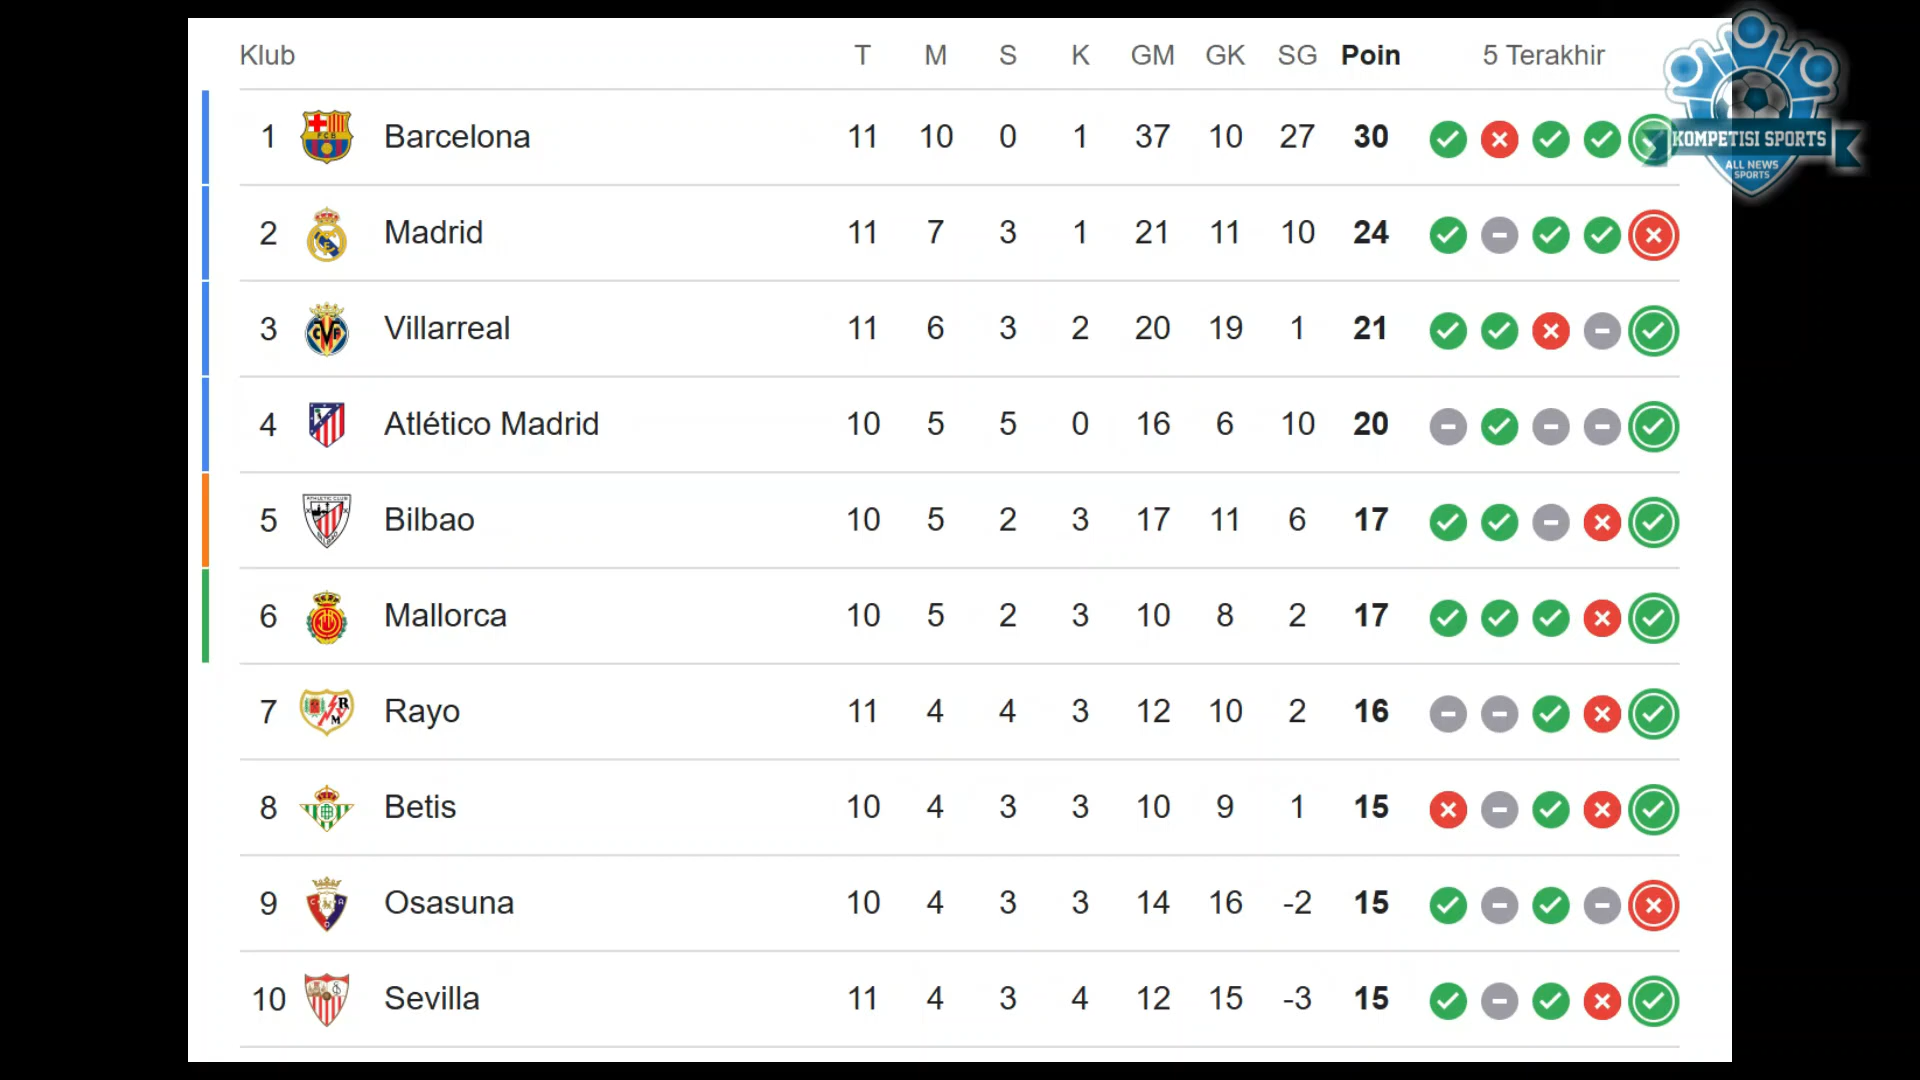 Klub T M S K GM GK SG Poin 5 Terakhir
1 Barcelona 11 10 0 1 37 10 27 30
2 Madrid 11 7 3 1 21 11 10 24
3 Villarreal 11 6 3 2 20 19 1 21
4 Atlético Madrid 10 5 5 0 16 6 10 20
5 Bilbao 10 5 2 3 17 11 6 17
6 Mallorca 10 5 2 3 10 8 2 17
7 Rayo 11 4 4 3 12 10 2 16
8 Betis 10 4 3 3 10 9 1 15
9 Osasuna 10 4 3 3 14 16 -2 15
10 Sevilla 11 4 3 4 12 15 -3 15
KOMPETISI SPORTS
ALL NEWS
SPORTS